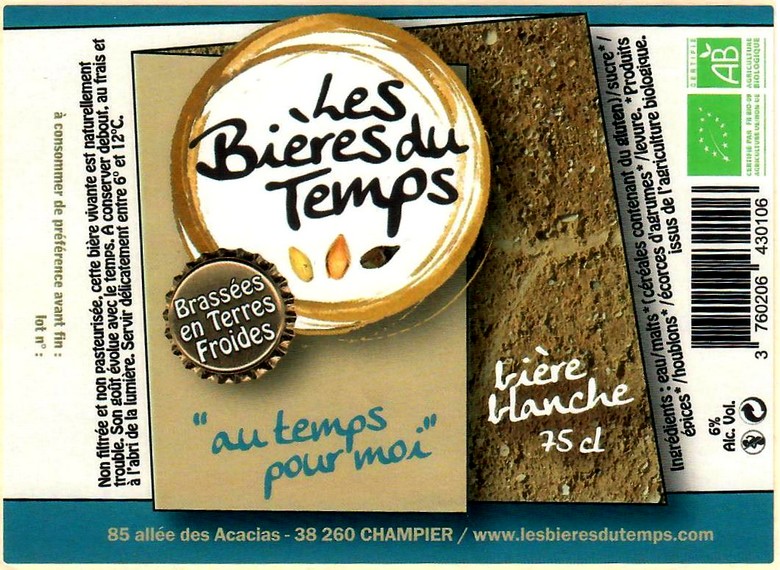 Non filtrée et non pasteurisée, cette bière vivante est naturellement
trouble. Son goût évolue avec le temps. A conserver debout, au frais et
à l'abri de la lumière. Servir délicatement entre 6° et 12°C.
à consommer de préférence avant fin :
lot n° :
Les
Bières du
Temps
Brassées
en Terres
Froides
"au temps
pour moi"
bière
blanche
75 cl
Ingrédients : eau/malts* (céréales contenant du gluten)/sucre*/
épices*/houblons*/écorces d'agrumes*/levure. *Produits
issus de l'agriculture biologique.
CERTIFIÉ
AB
AGRICULTURE
BIOLOGIQUE
3 760206 430106
6%
Alc. Vol.
85 allée des Acacias - 38 260 CHAMPIER / www.lesbieresdutemps.com